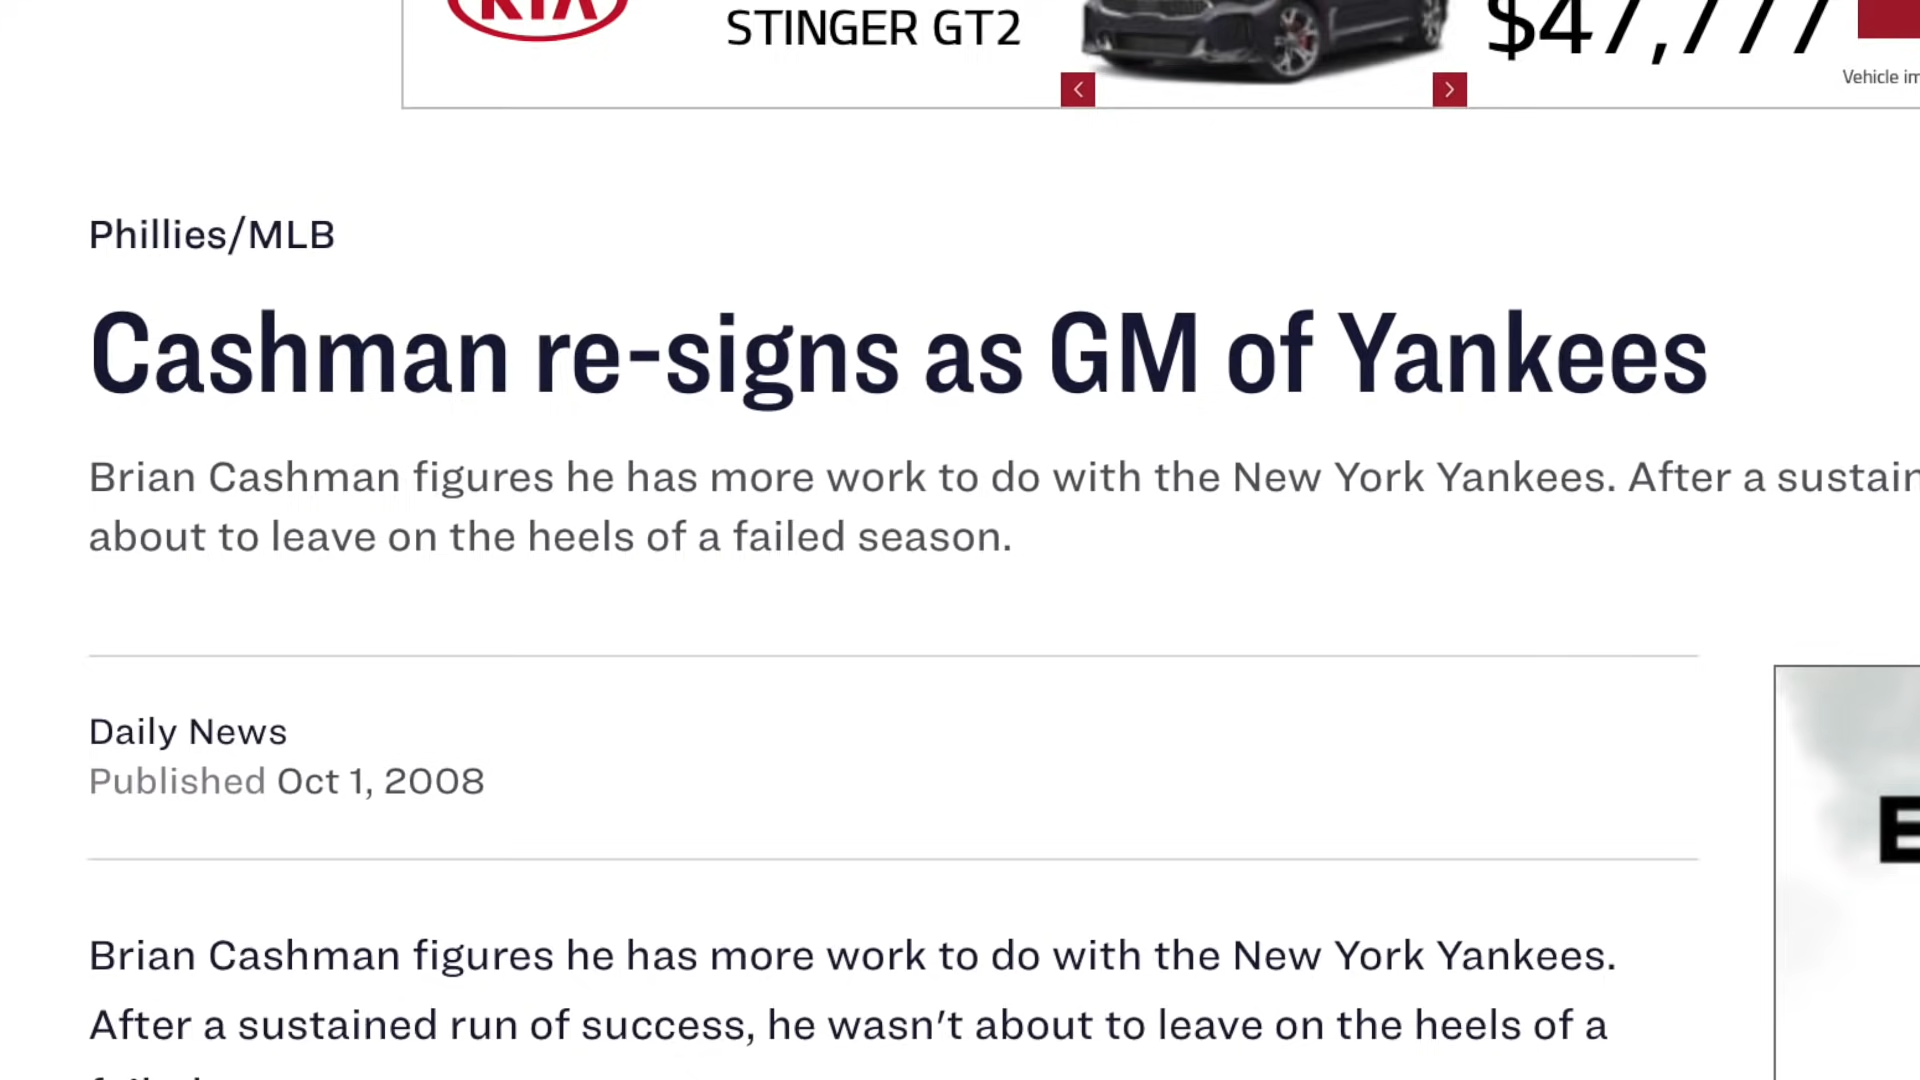 KIA
STINGER GT2
$47,777
Vehicle im
Phillies/MLB
Cashman re-signs as GM of Yankees
Brian Cashman figures he has more work to do with the New York Yankees. After a sustain
about to leave on the heels of a failed season.
Daily News
Published Oct 1, 2008
Brian Cashman figures he has more work to do with the New York Yankees.
After a sustained run of success, he wasn't about to leave on the heels of a